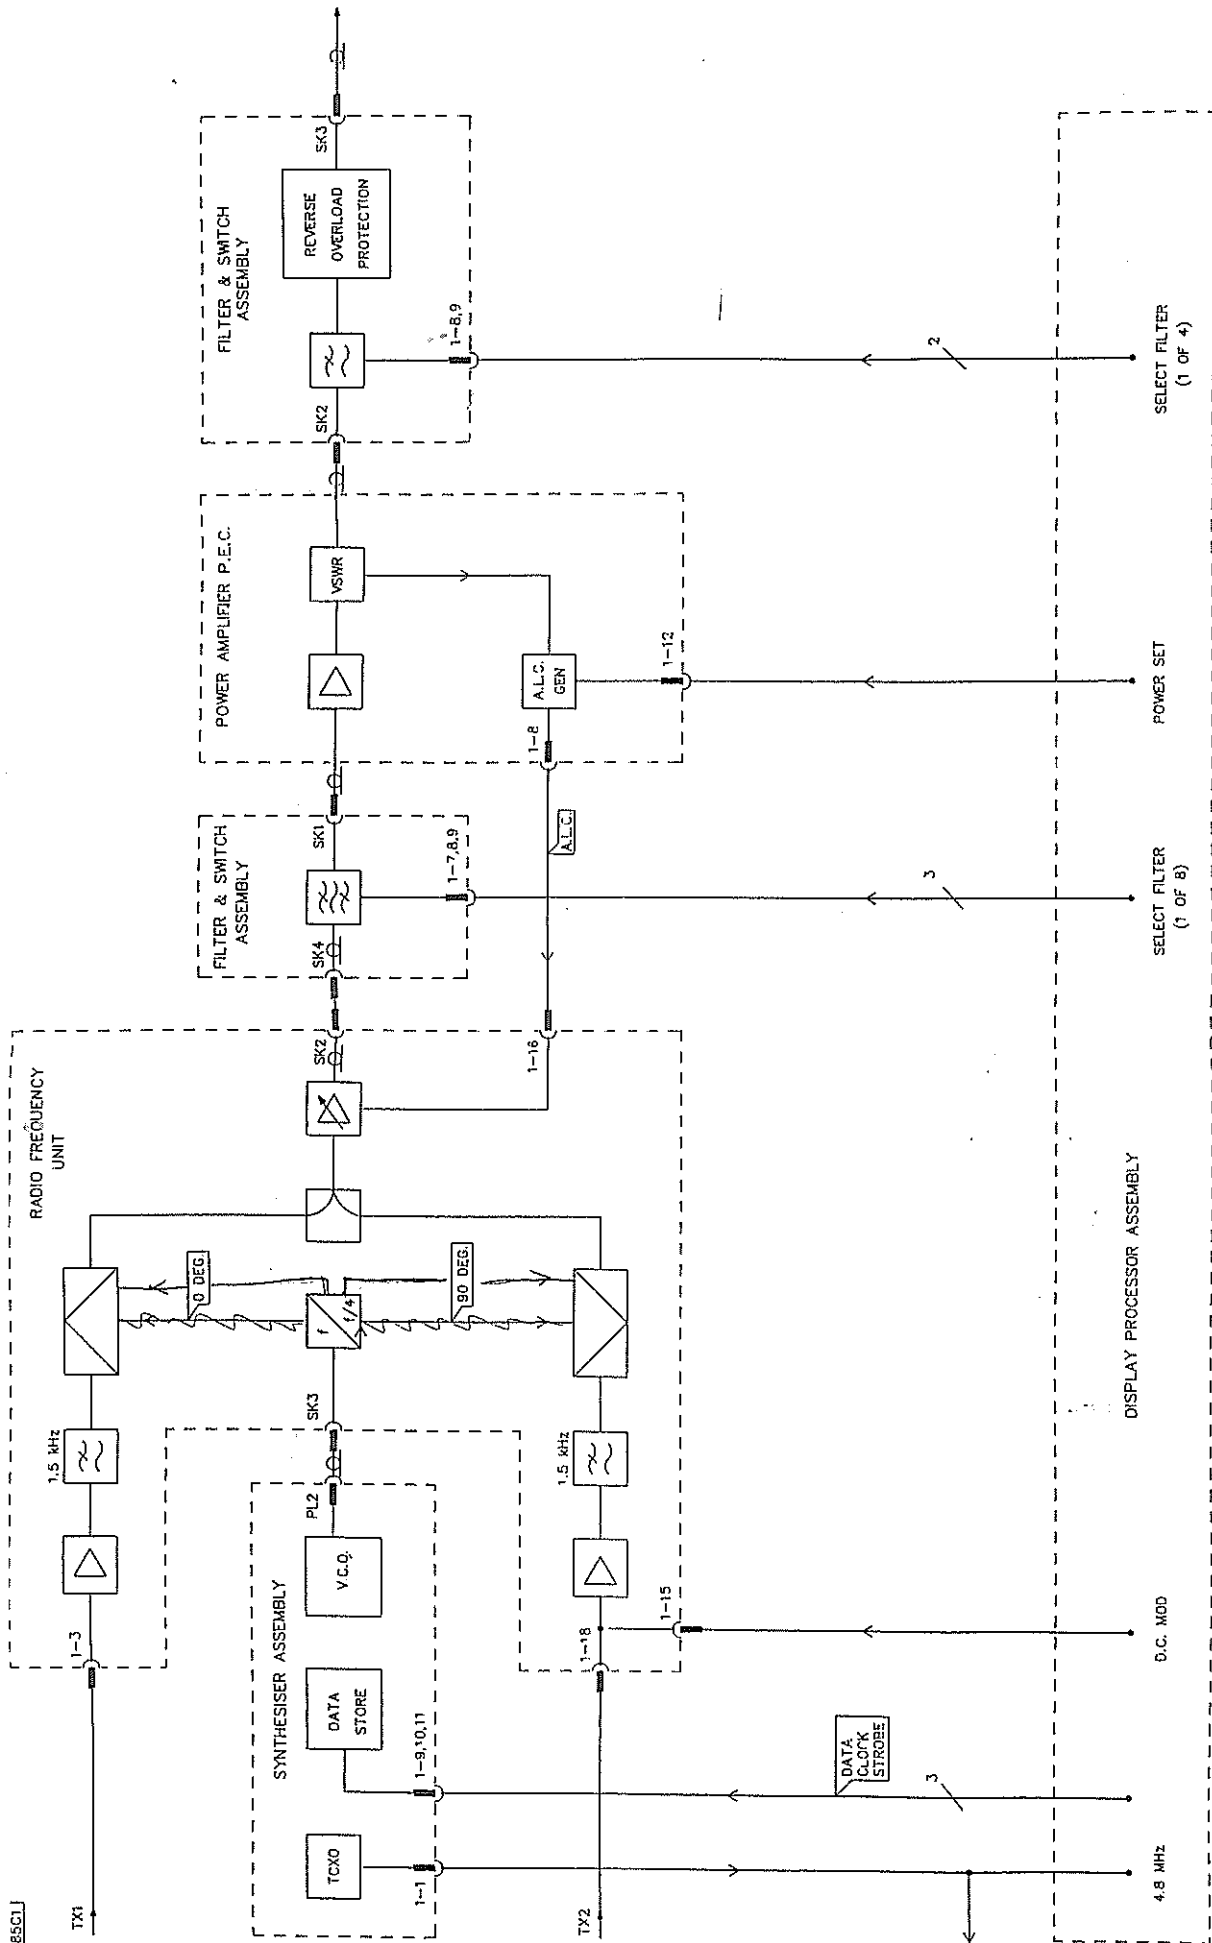 85C1
TX1
1-3
1.5 kHz
RADIO FREQUENCY
UNIT
0 DEG.
f
f/4
90 DEG.
SK2
1-16
SK3
PL2
SYNTHESISER ASSEMBLY
TCXO
DATA
STORE
V.C.O.
1-1
1-9,10,11
TX2
1-18
1-15
1.5 kHz
FILTER & SWITCH
ASSEMBLY
SK4
SK1
1-7,8,9
A.L.C.
POWER AMPLIFIER P.E.C.
VSWR
A.L.C.
GEN
1-8
1-12
FILTER & SWITCH
ASSEMBLY
SK2
REVERSE
OVERLOAD
PROTECTION
SK3
1-8,9
DATA
CLOCK
STROBE
3
3
2
DISPLAY PROCESSOR ASSEMBLY
4.8 MHz
D.C. MOD
SELECT FILTER
(1 OF 8)
POWER SET
SELECT FILTER
(1 OF 4)